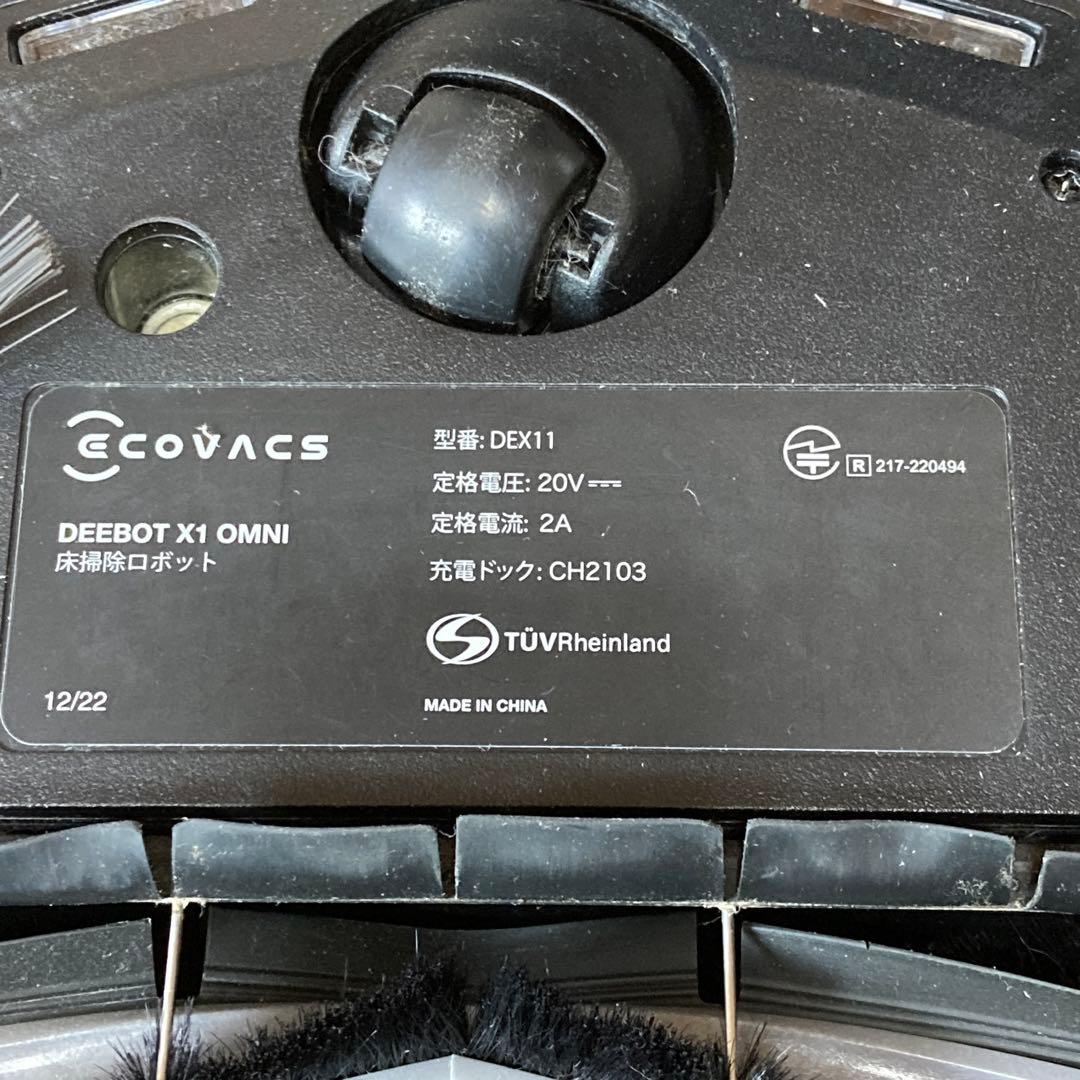 ECOVACS
DEEBOT X1 OMNI
床掃除ロボット
12/22
型番: DEX11
定格電圧: 20V⎓
定格電流: 2A
充電ドック: CH2103
TÜVRheinland
MADE IN CHINA
R 217-220494